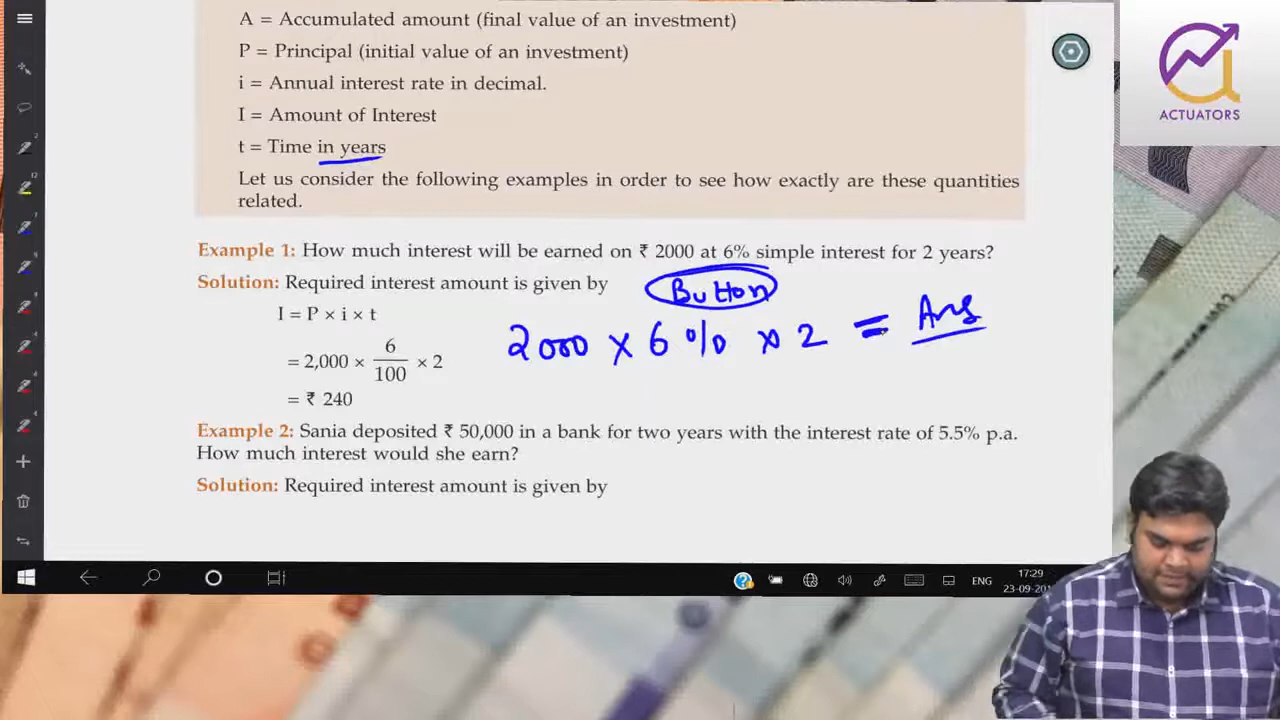 A = Accumulated amount (final value of an investment)
P = Principal (initial value of an investment)
i = Annual interest rate in decimal.
I = Amount of Interest
t = Time in years
Let us consider the following examples in order to see how exactly are these quantities
related.
ACTUATORS
Example 1: How much interest will be earned on ₹ 2000 at 6% simple interest for 2 years?
Solution: Required interest amount is given by
Button
I = P × i × t
2000 × 6 % × 2 = Ans
= 2,000 × 6/100 × 2
= ₹ 240
Example 2: Sania deposited ₹ 50,000 in a bank for two years with the interest rate of 5.5% p.a.
How much interest would she earn?
Solution: Required interest amount is given by
ENG
17:29